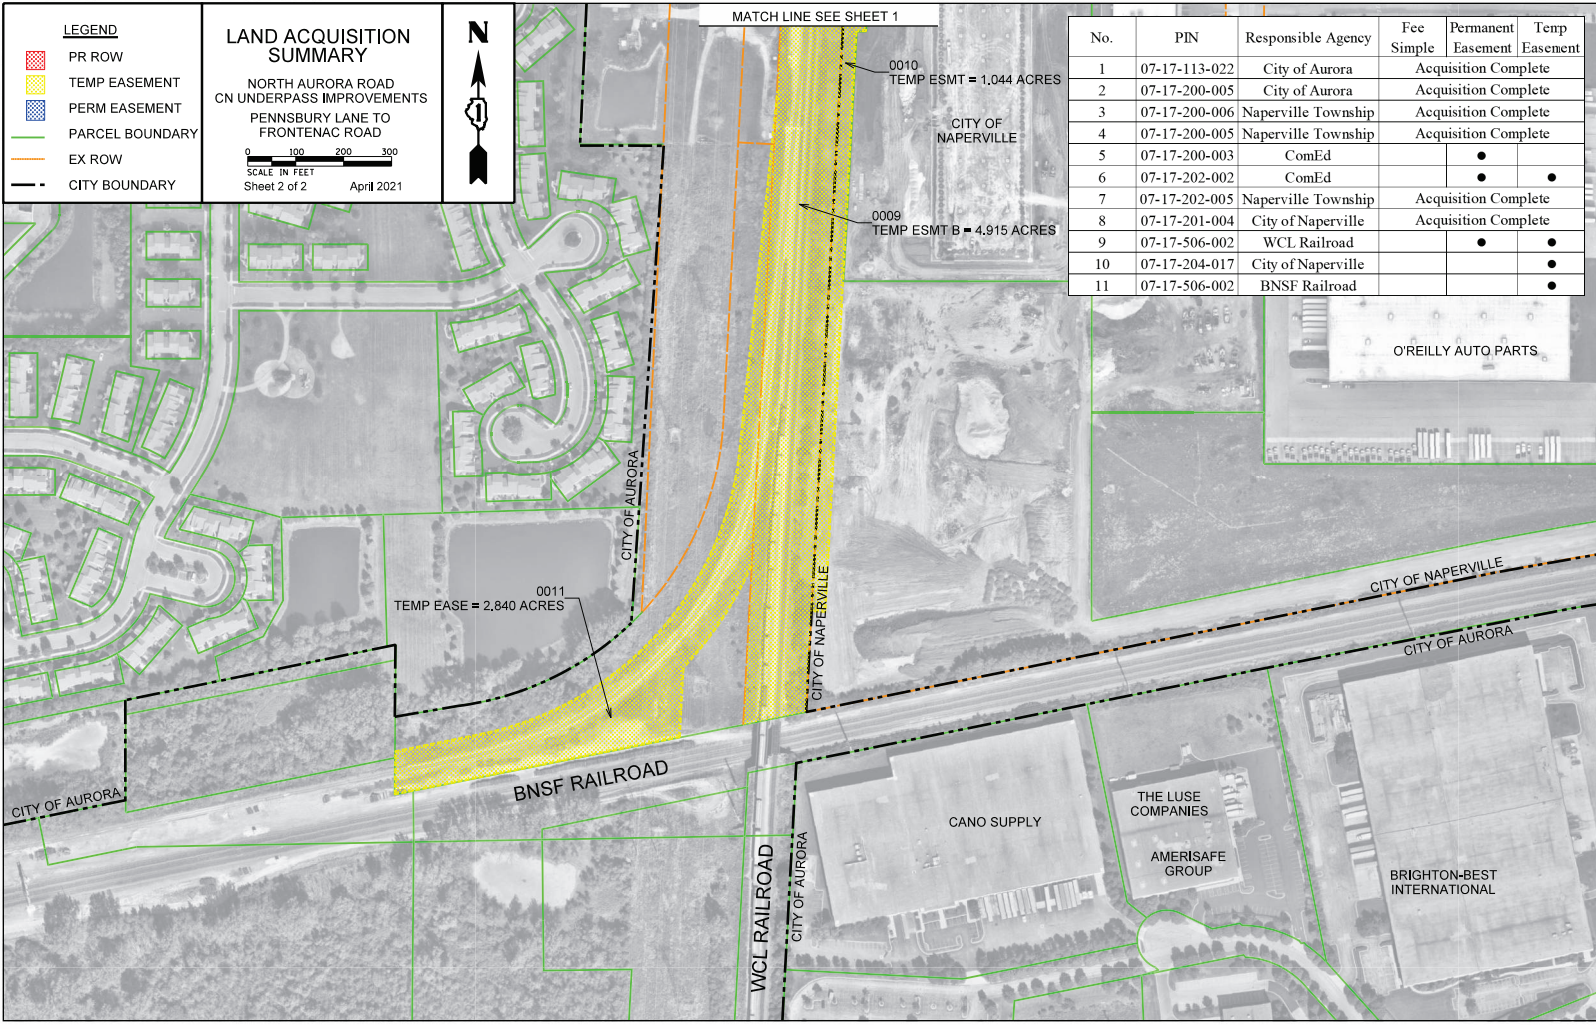 MATCH LINE SEE SHEET 1
LEGEND
PR ROW
TEMP EASEMENT
PERM EASEMENT
PARCEL BOUNDARY
EX ROW
CITY BOUNDARY
LAND ACQUISITION
SUMMARY
NORTH AURORA ROAD
CN UNDERPASS IMPROVEMENTS
PENNSBURY LANE TO
FRONTENAC ROAD
0 100 200 300
SCALE IN FEET
Sheet 2 of 2 April 2021
N
1
No. PIN Responsible Agency Fee Simple Permanent Easement Temp Easement
1 07-17-113-022 City of Aurora Acquisition Complete
2 07-17-200-005 City of Aurora Acquisition Complete
3 07-17-200-006 Naperville Township Acquisition Complete
4 07-17-200-005 Naperville Township Acquisition Complete
5 07-17-200-003 ComEd ●
6 07-17-202-002 ComEd ● ●
7 07-17-202-005 Naperville Township Acquisition Complete
8 07-17-201-004 City of Naperville Acquisition Complete
9 07-17-506-002 WCL Railroad ● ●
10 07-17-204-017 City of Naperville ●
11 07-17-506-002 BNSF Railroad ●
0010
TEMP ESMT = 1.044 ACRES
CITY OF
NAPERVILLE
0009
TEMP ESMT B = 4.915 ACRES
O'REILLY AUTO PARTS
CITY OF AURORA
0011
TEMP EASE = 2.840 ACRES
CITY OF NAPERVILLE
CITY OF NAPERVILLE
CITY OF AURORA
BNSF RAILROAD
CITY OF AURORA
WCL RAILROAD
CITY OF AURORA
CANO SUPPLY
THE LUSE
COMPANIES
AMERISAFE
GROUP
BRIGHTON-BEST
INTERNATIONAL